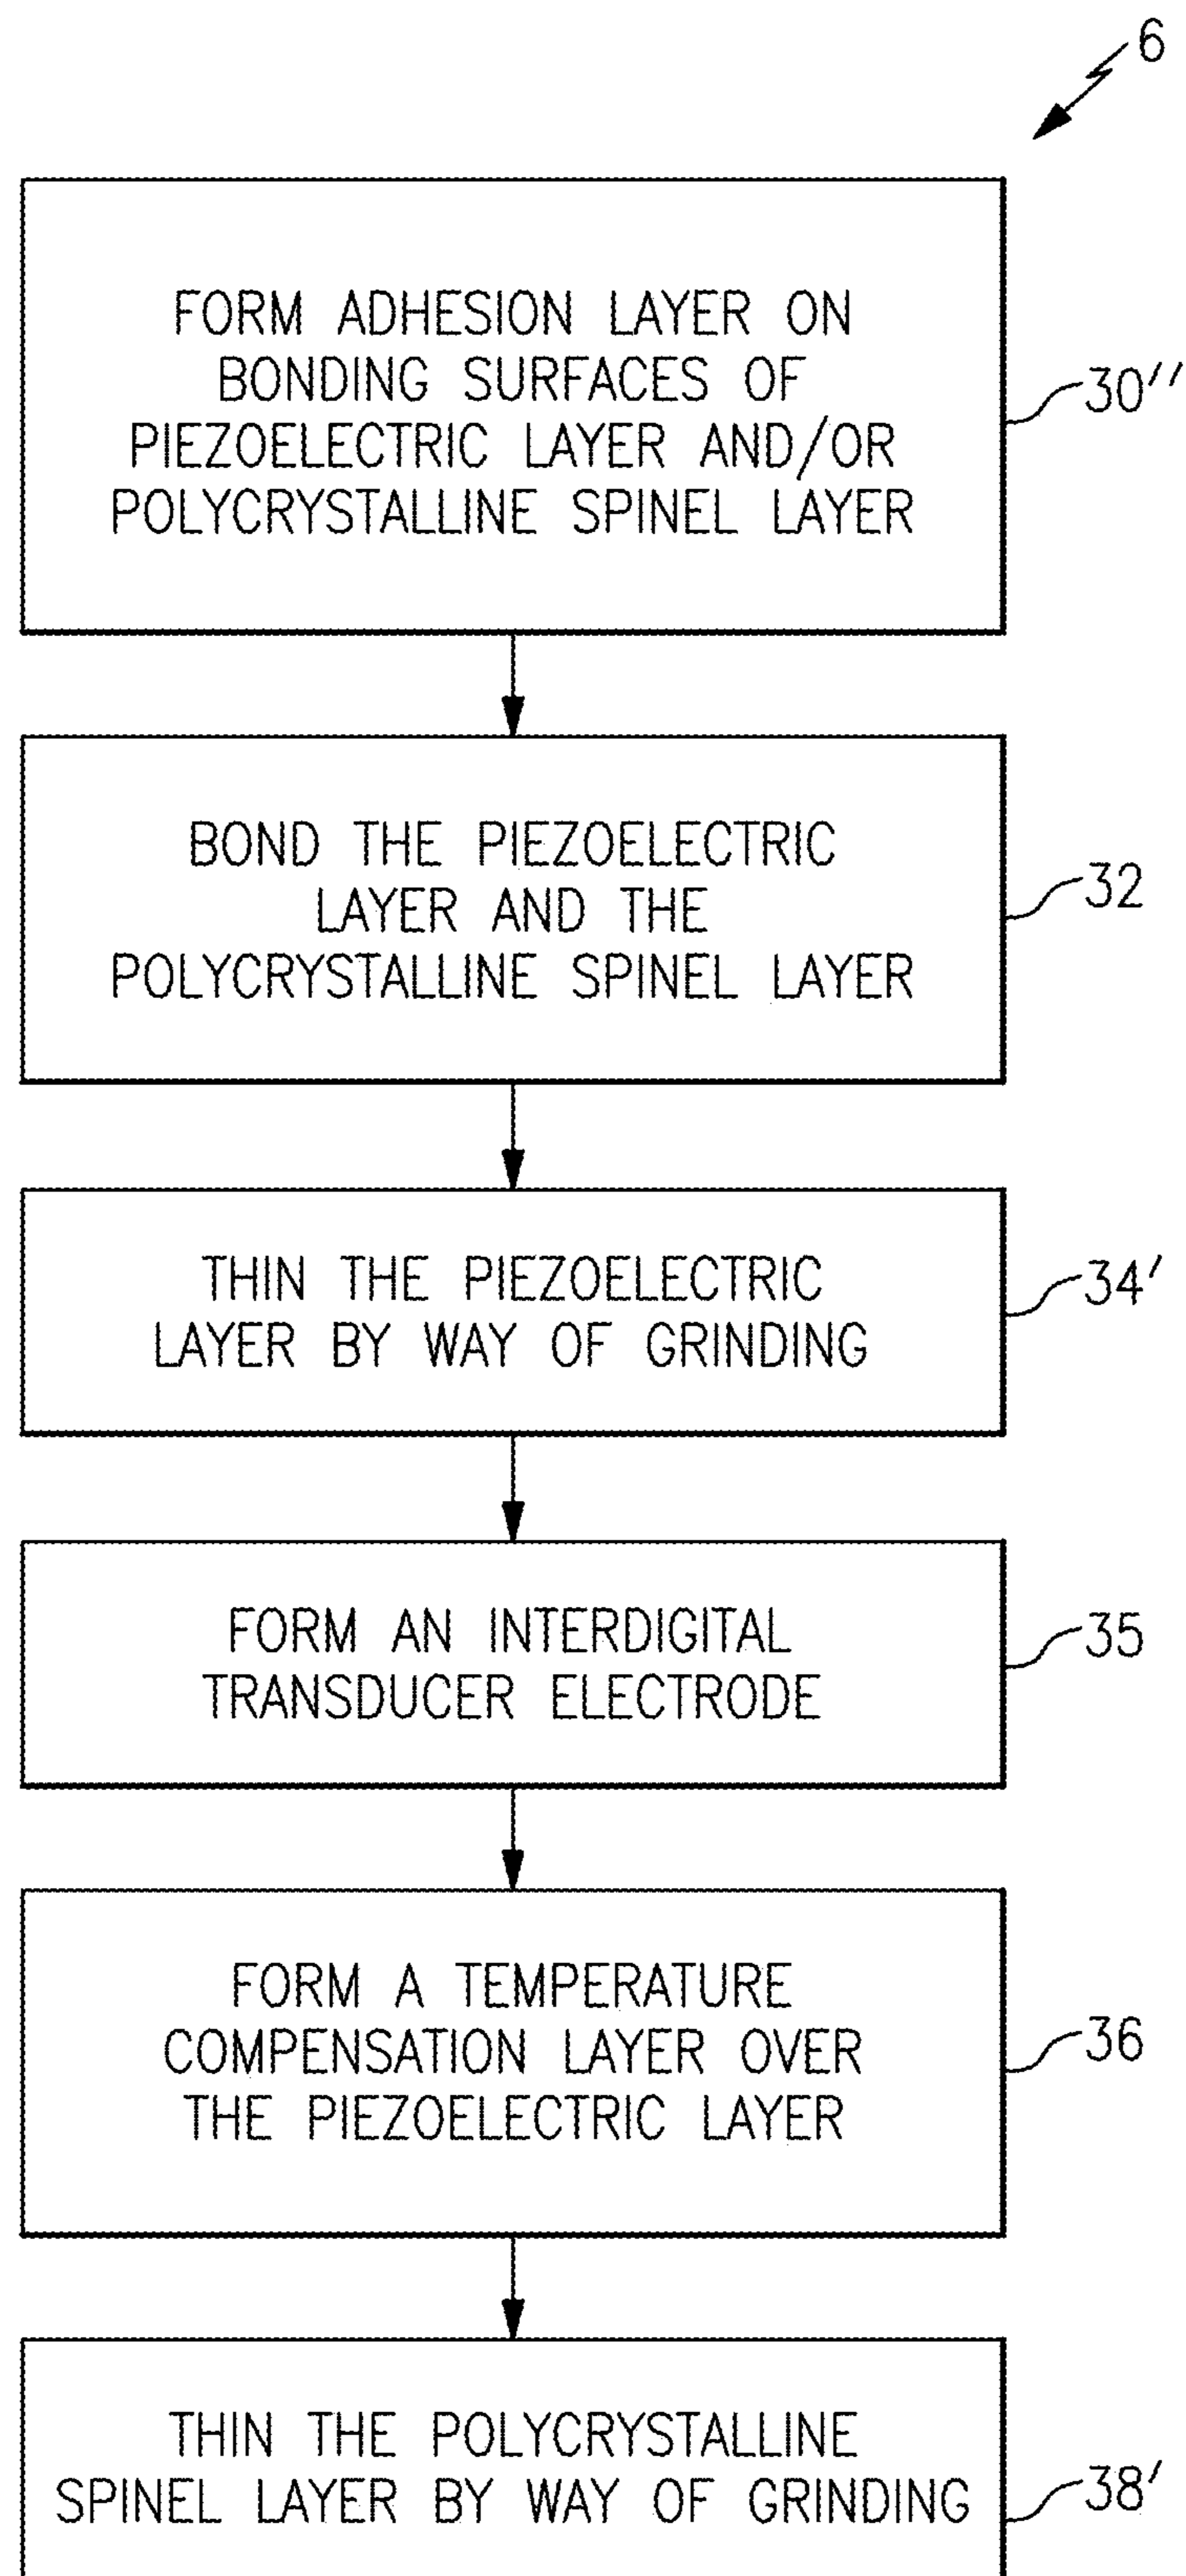 6
FORM ADHESION LAYER ON
BONDING SURFACES OF
PIEZOELECTRIC LAYER AND/OR
POLYCRYSTALLINE SPINEL LAYER
30''
BOND THE PIEZOELECTRIC
LAYER AND THE
POLYCRYSTALLINE SPINEL LAYER
32
THIN THE PIEZOELECTRIC
LAYER BY WAY OF GRINDING
34'
FORM AN INTERDIGITAL
TRANSDUCER ELECTRODE
35
FORM A TEMPERATURE
COMPENSATION LAYER OVER
THE PIEZOELECTRIC LAYER
36
THIN THE POLYCRYSTALLINE
SPINEL LAYER BY WAY OF GRINDING
38'